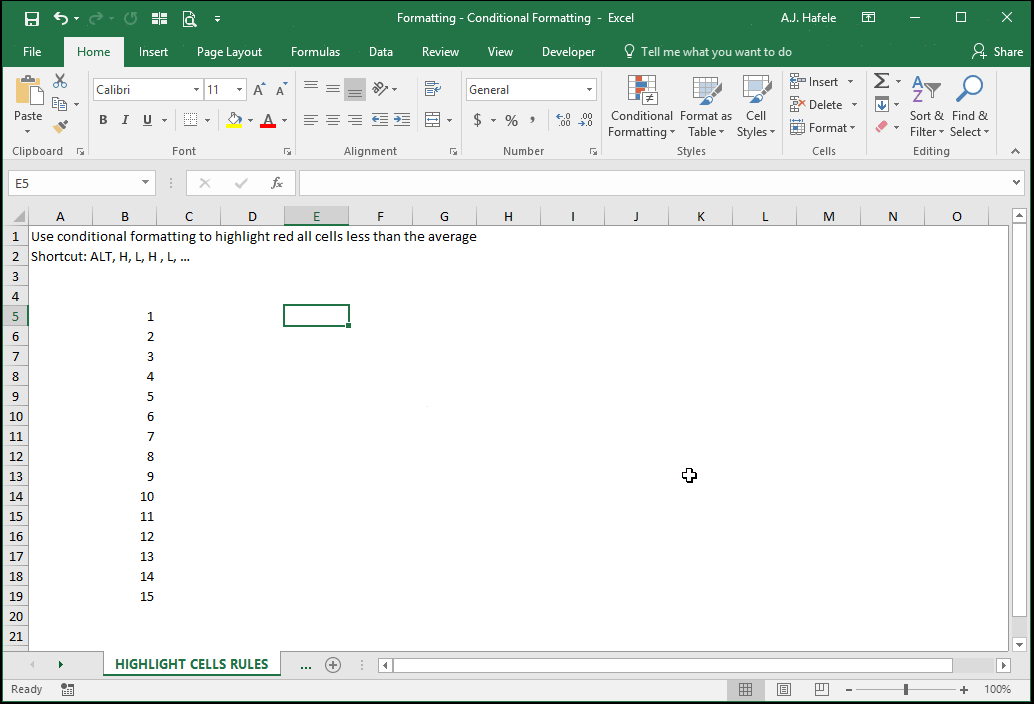 Formatting - Conditional Formatting - Excel
A.J. Hafele
File Home Insert Page Layout Formulas Data Review View Developer Tell me what you want to do Share
Paste
Clipboard
Calibri 11
B I U A
Font
Alignment
General
$ % , .00 .00
Number
Conditional Formatting
Format as Table
Cell Styles
Styles
Insert
Delete
Format
Cells
Sort & Filter
Find & Select
Editing
E5 fx
A B C D E F G H I J K L M N O
1 Use conditional formatting to highlight red all cells less than the average
2 Shortcut: ALT, H, L, H , L, ...
3
4
5 1
6 2
7 3
8 4
9 5
10 6
11 7
12 8
13 9
14 10
15 11
16 12
17 13
18 14
19 15
20
21
HIGHLIGHT CELLS RULES ...
Ready 100%